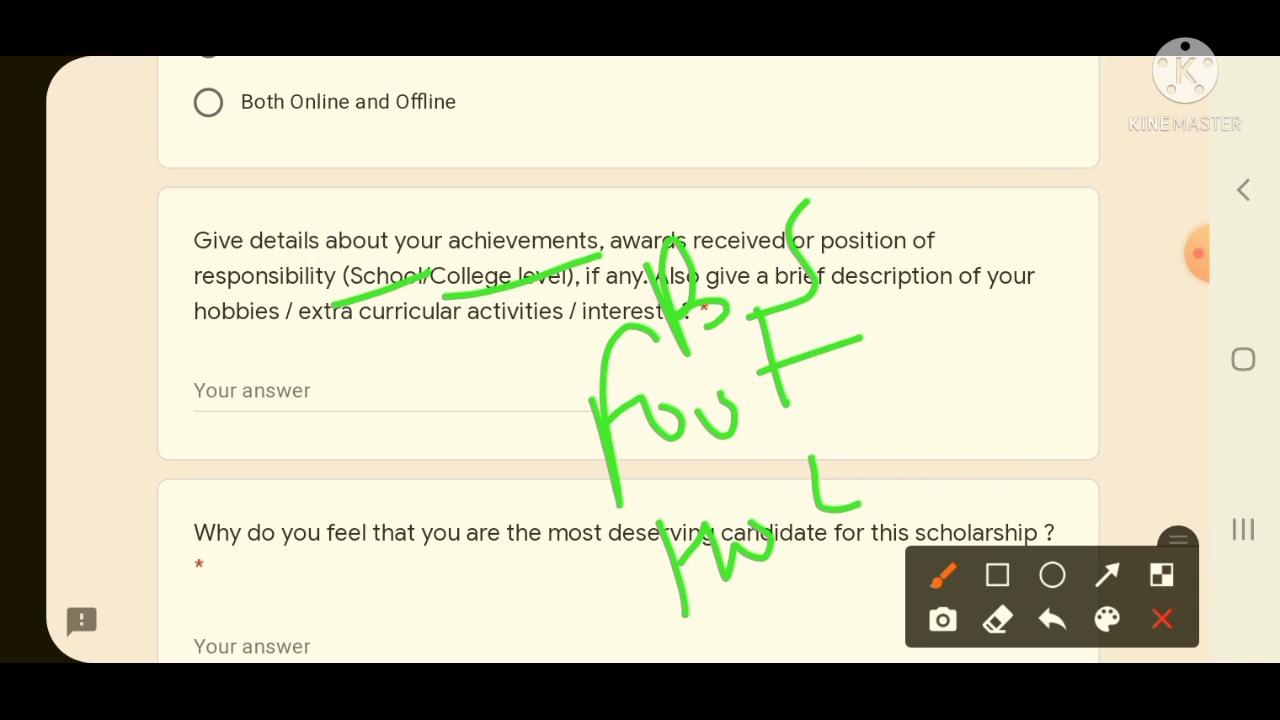 Both Online and Offline
KINEMASTER
Give details about your achievements, awards received or position of
responsibility (School/College level), if any. Also give a brief description of your
hobbies / extra curricular activities / interests ? *
Your answer
Why do you feel that you are the most deserving candidate for this scholarship ?
*
Your answer